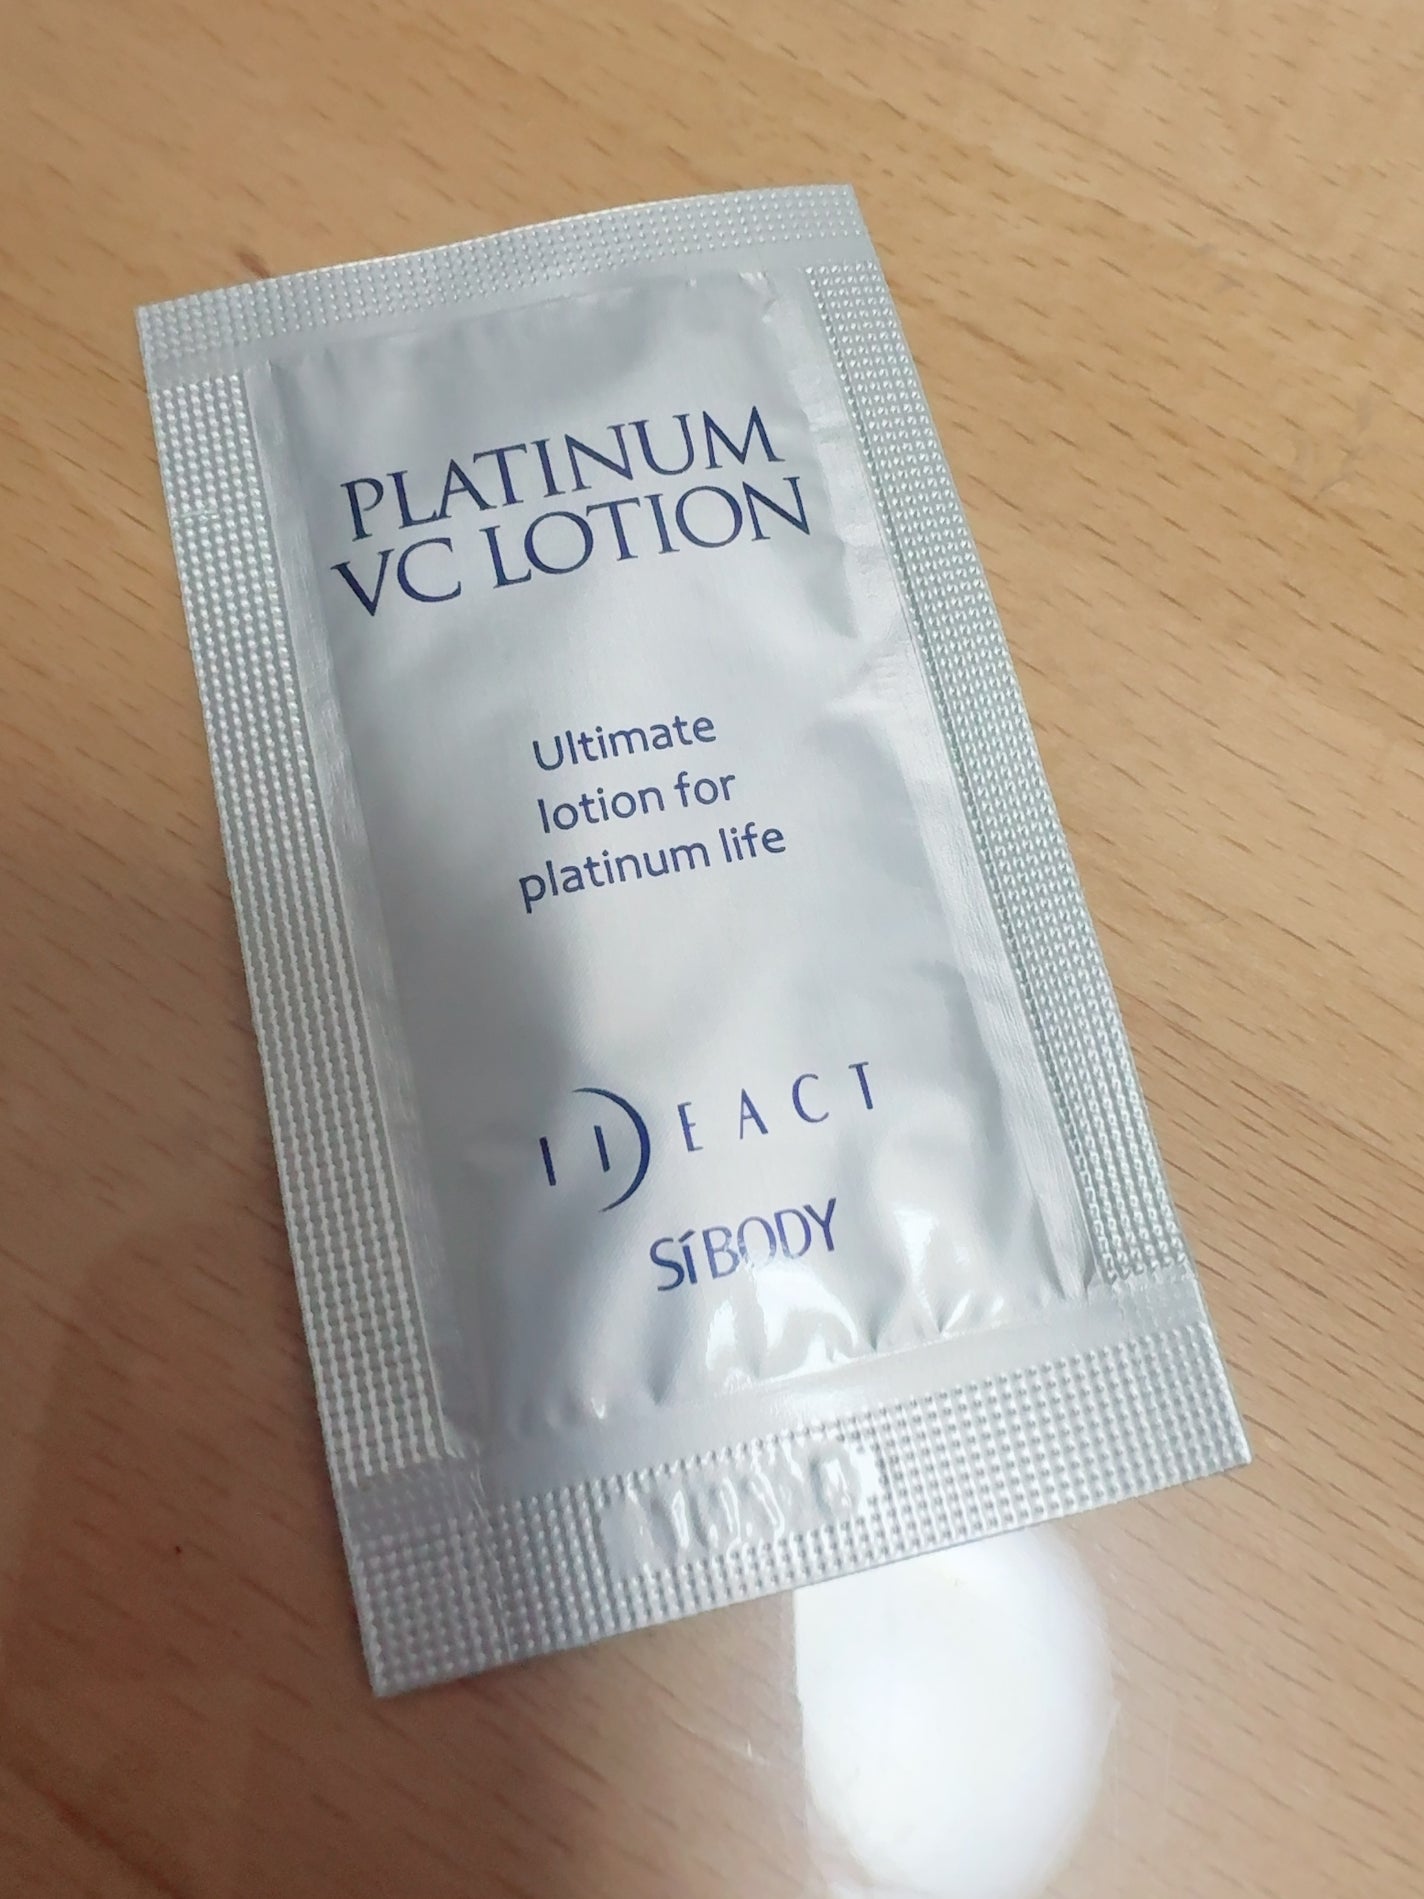 PLATINUM
VC LOTION
Ultimate
lotion for
platinum life
IDEACT
SíBODY